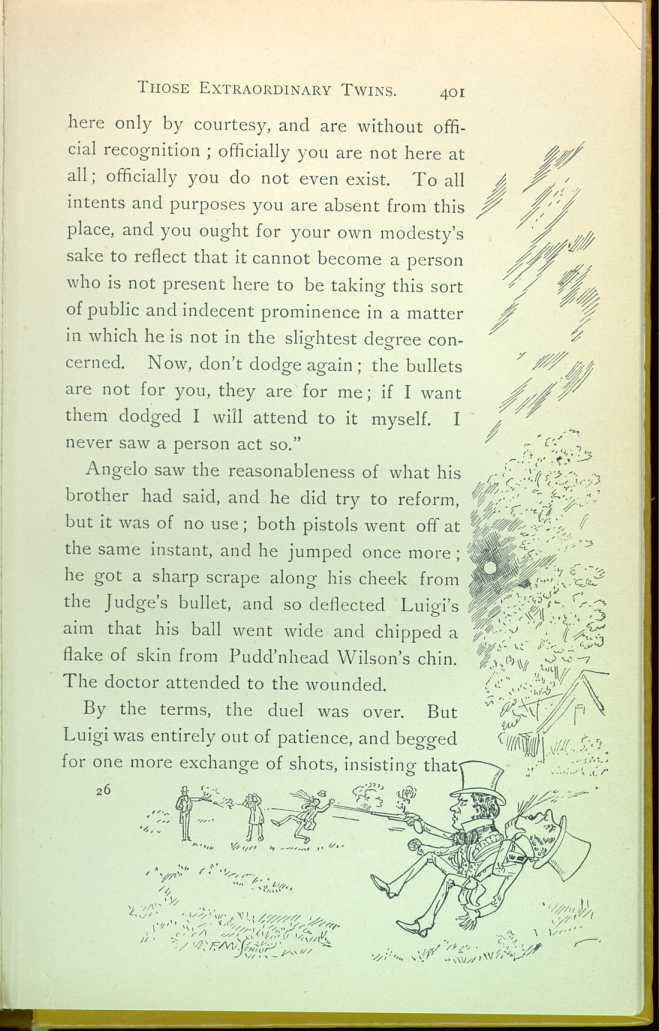 THOSE EXTRAORDINARY TWINS. 401
here only by courtesy, and are without offi-
cial recognition ; officially you are not here at
all ; officially you do not even exist. To all
intents and purposes you are absent from this
place, and you ought for your own modesty's
sake to reflect that it cannot become a person
who is not present here to be taking this sort
of public and indecent prominence in a matter
in which he is not in the slightest degree con-
cerned. Now, don't dodge again ; the bullets
are not for you, they are for me ; if I want
them dodged I will attend to it myself. I
never saw a person act so."
Angelo saw the reasonableness of what his
brother had said, and he did try to reform,
but it was of no use ; both pistols went off at
the same instant, and he jumped once more ;
he got a sharp scrape along his cheek from
the Judge's bullet, and so deflected Luigi's
aim that his ball went wide and chipped a
flake of skin from Pudd'nhead Wilson's chin.
The doctor attended to the wounded.
By the terms, the duel was over. But
Luigi was entirely out of patience, and begged
for one more exchange of shots, insisting that
26